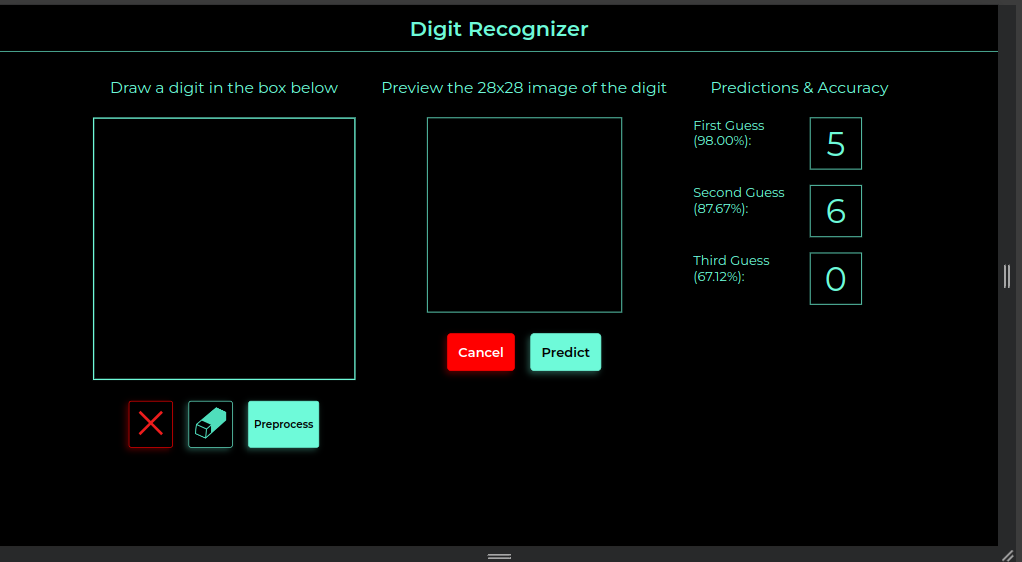 Digit Recognizer
Draw a digit in the box below
Preview the 28x28 image of the digit
Predictions & Accuracy
First Guess
(98.00%):
5
Second Guess
(87.67%):
6
Third Guess
(67.12%):
0
Cancel
Predict
Preprocess